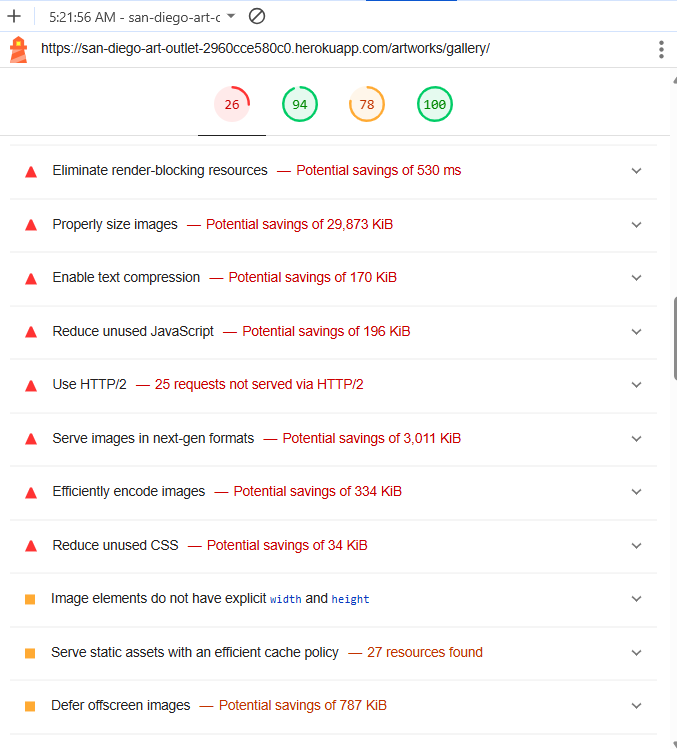 5:21:56 AM - san-diego-art-c
https://san-diego-art-outlet-2960cce580c0.herokuapp.com/artworks/gallery/
26 94 78 100
Eliminate render-blocking resources — Potential savings of 530 ms
Properly size images — Potential savings of 29,873 KiB
Enable text compression — Potential savings of 170 KiB
Reduce unused JavaScript — Potential savings of 196 KiB
Use HTTP/2 — 25 requests not served via HTTP/2
Serve images in next-gen formats — Potential savings of 3,011 KiB
Efficiently encode images — Potential savings of 334 KiB
Reduce unused CSS — Potential savings of 34 KiB
Image elements do not have explicit width and height
Serve static assets with an efficient cache policy — 27 resources found
Defer offscreen images — Potential savings of 787 KiB